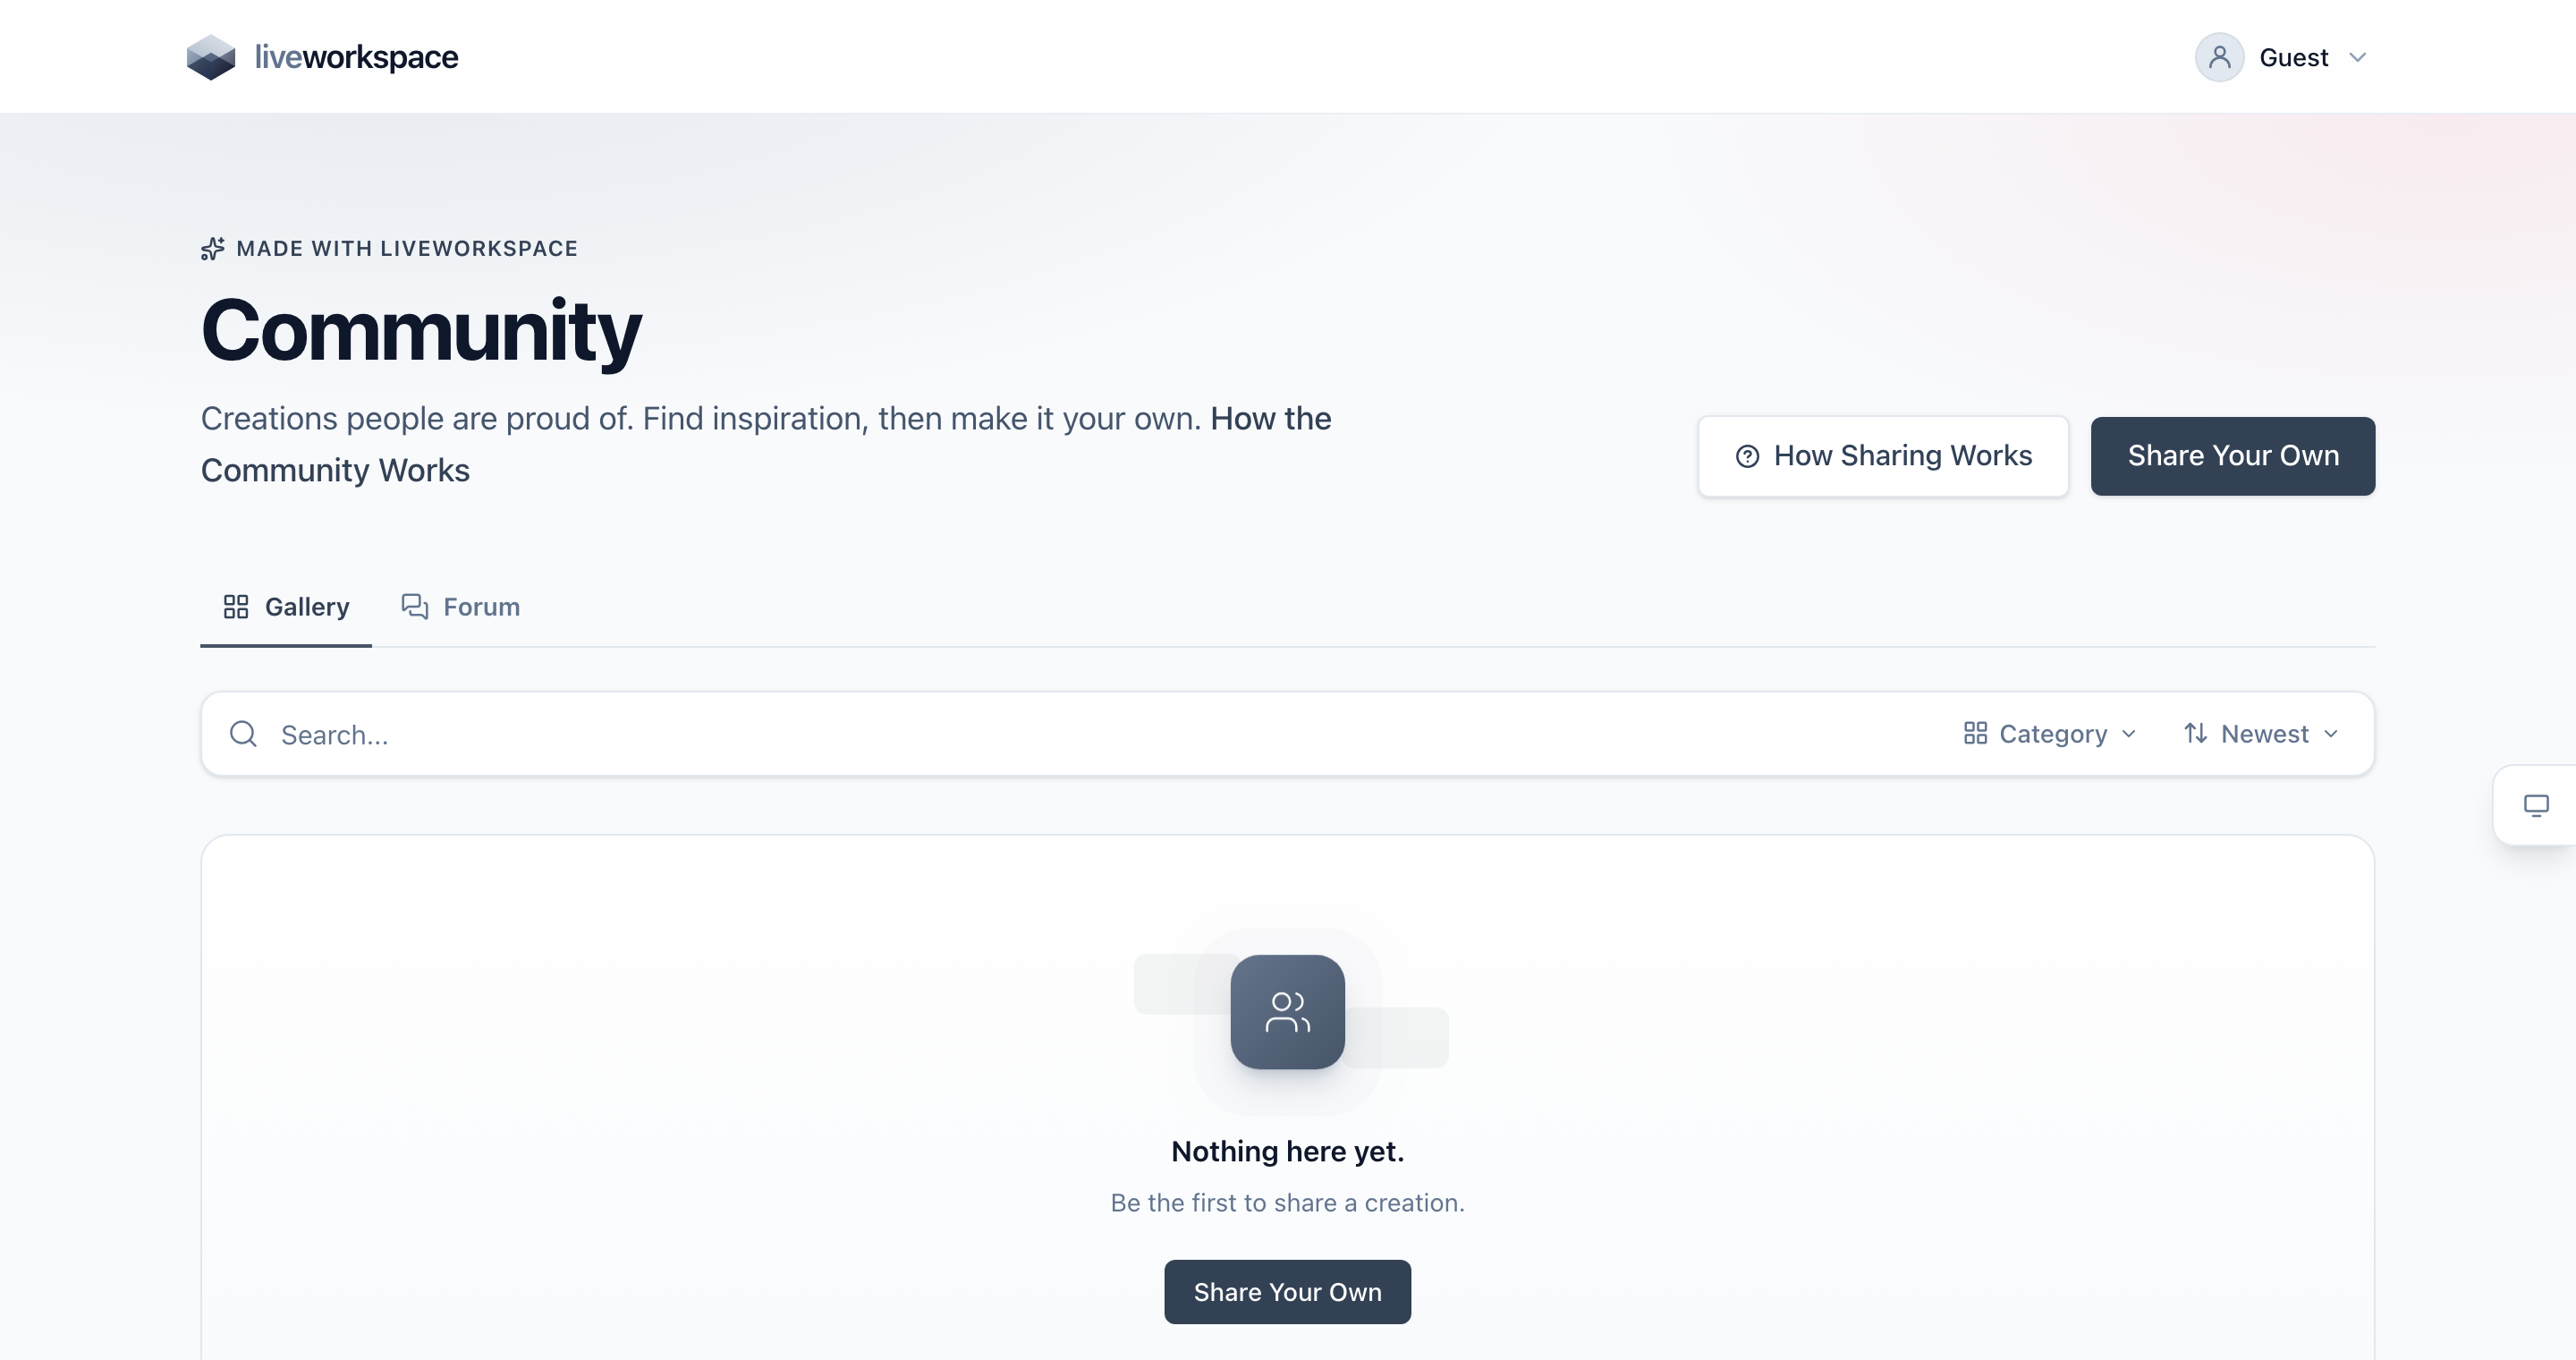 liveworkspace
Guest
MADE WITH LIVEWORKSPACE
Community
Creations people are proud of. Find inspiration, then make it your own. How the
Community Works
How Sharing Works
Share Your Own
Gallery
Forum
Search...
Category
Newest
Nothing here yet.
Be the first to share a creation.
Share Your Own